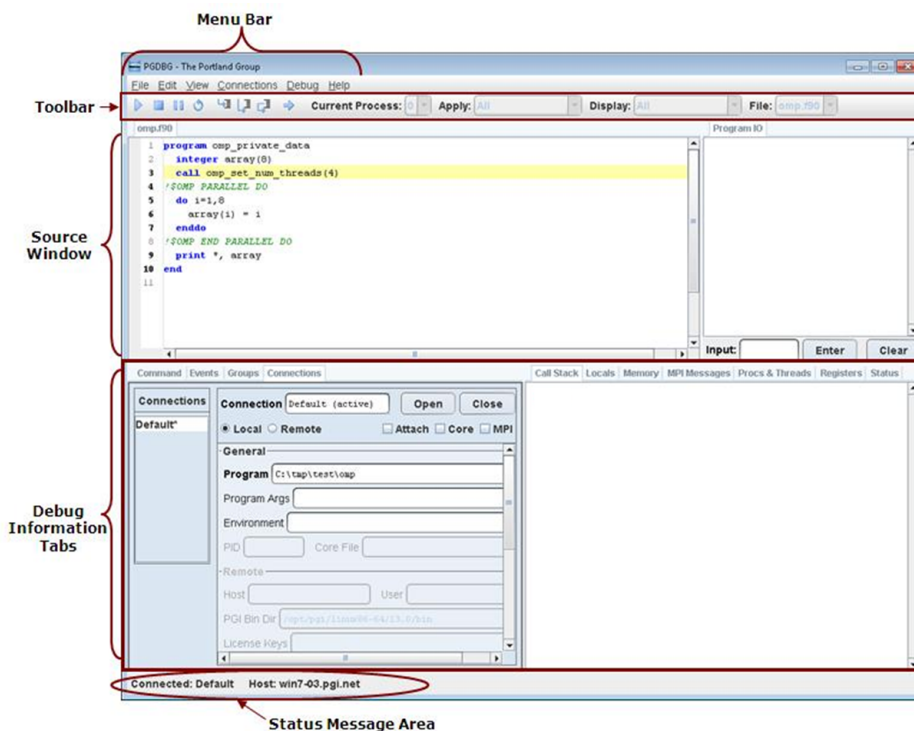 Menu Bar
PGDBG - The Portland Group
File Edit View Connections Debug Help
Toolbar
Current Process: 0 Apply: All Display: All File: omp.f90
omp.f90
Program IO
1 program omp_private_data
2 integer array(8)
3 call omp_set_num_threads(4)
4 !$OMP PARALLEL DO
5 do i=1,8
6 array(i) = i
7 enddo
8 !$OMP END PARALLEL DO
9 print *, array
10 end
11
Source
Window
Input: Enter Clear
Command Events Groups Connections
Call Stack Locals Memory MPI Messages Procs & Threads Registers Status
Connections
Default*
Connection Default (active) Open Close
Local Remote Attach Core MPI
General
Program C:\tmp\test\omp
Program Args
Environment
PID Core File
Remote
Host User
PGI Bin Dir /opt/pgi/linux86-64/13.0/bin
License Keys
Debug
Information
Tabs
Connected: Default Host: win7-03.pgi.net
Status Message Area